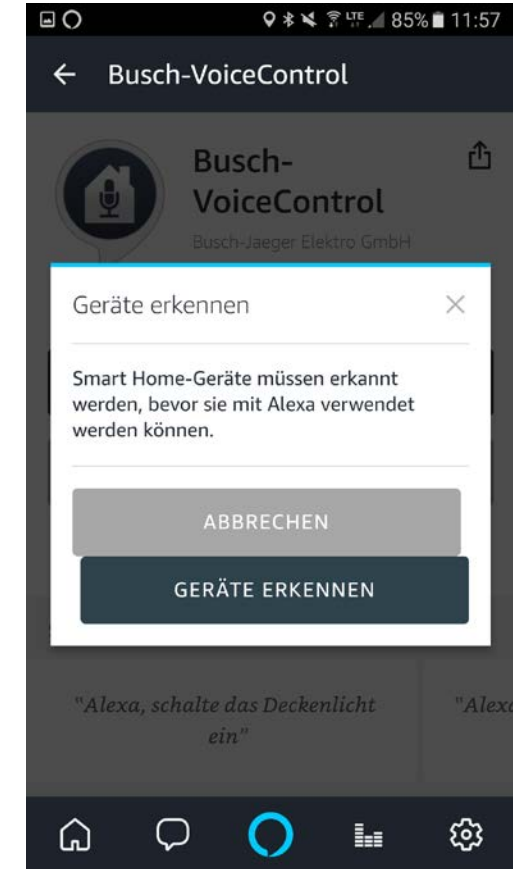 LTE 85% 11:57
Busch-VoiceControl
Busch-
VoiceControl
Busch-Jaeger Elektro GmbH
Geräte erkennen
Smart Home-Geräte müssen erkannt
werden, bevor sie mit Alexa verwendet
werden können.
ABBRECHEN
GERÄTE ERKENNEN
"Alexa, schalte das Deckenlicht
ein"
"Alexa